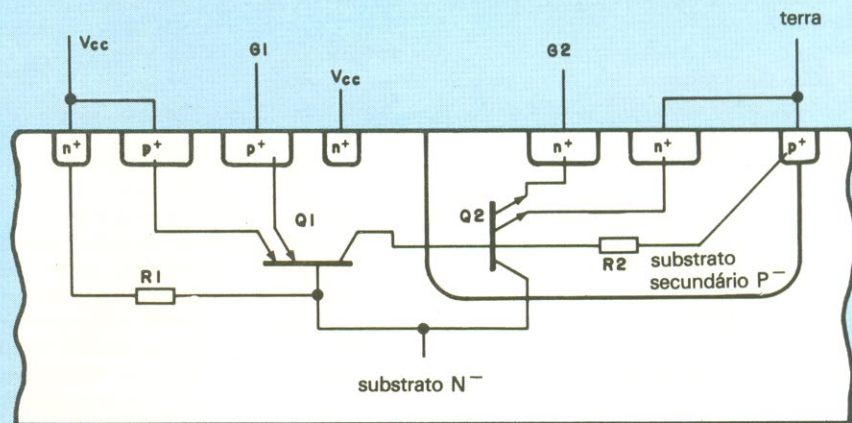 terra
Vcc
G1
G2
Vcc
n+
p+
p+
n+
n+
n+
p+
Q1
Q2
R1
R2
substrato
secundário P−
substrato N−